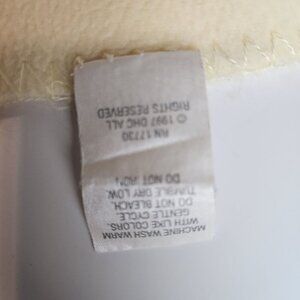 MACHINE WASH WARM
WITH LIKE COLORS.
GENTLE CYCLE.
DO NOT BLEACH.
TUMBLE DRY LOW.
DO NOT IRON
RN 17730
© 1997 DHC ALL
RIGHTS RESERVED